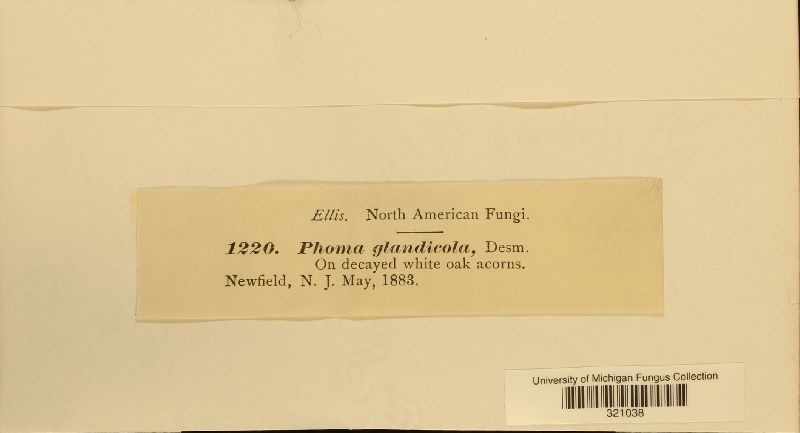 Ellis. North American Fungi.
1220. Phoma glandicola, Desm.
On decayed white oak acorns.
Newfield, N. J. May, 1883.
University of Michigan Fungus Collection
321038